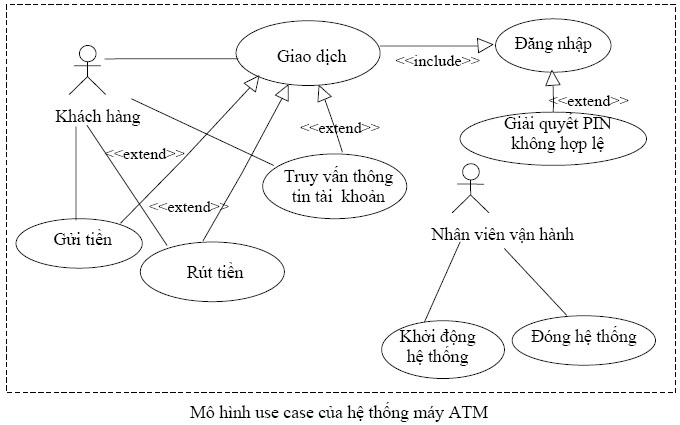 Giao dịch
<<include>>
Đăng nhập
<<extend>>
Khách hàng
Giải quyết PIN
không hợp lệ
<<extend>>
<<extend>>
Truy vấn thông
tin tài khoản
<<extend>>
Gửi tiền
Rút tiền
Nhân viên vận hành
Khởi động
hệ thống
Đóng hệ thống
Mô hình use case của hệ thống máy ATM